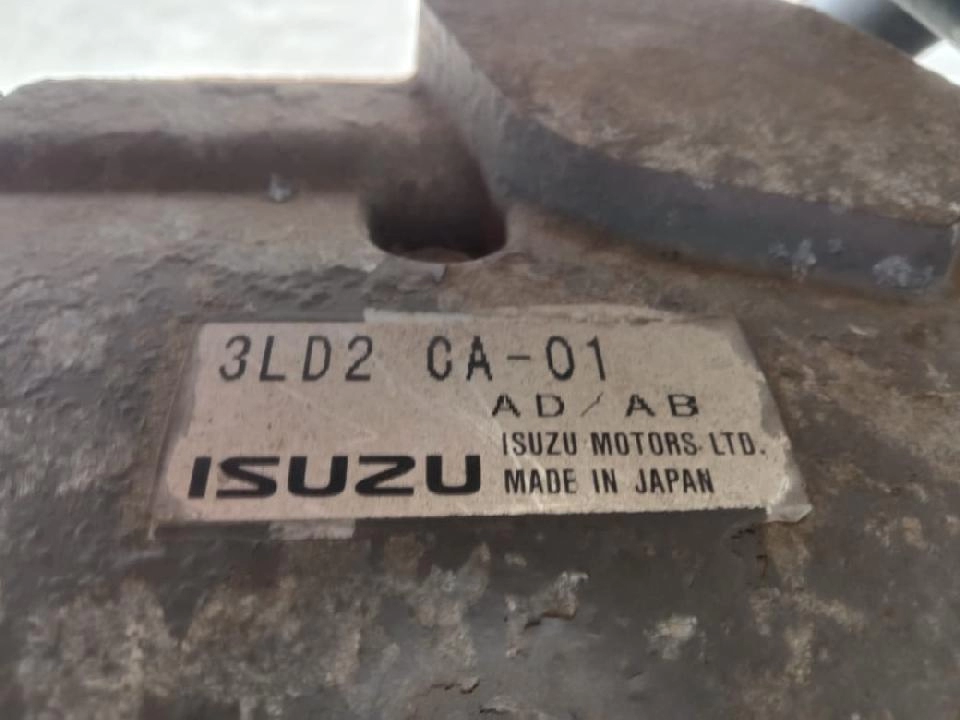 3LD2 CA-01
AD/AB
ISUZU MOTORS LTD.
ISUZU MADE IN JAPAN